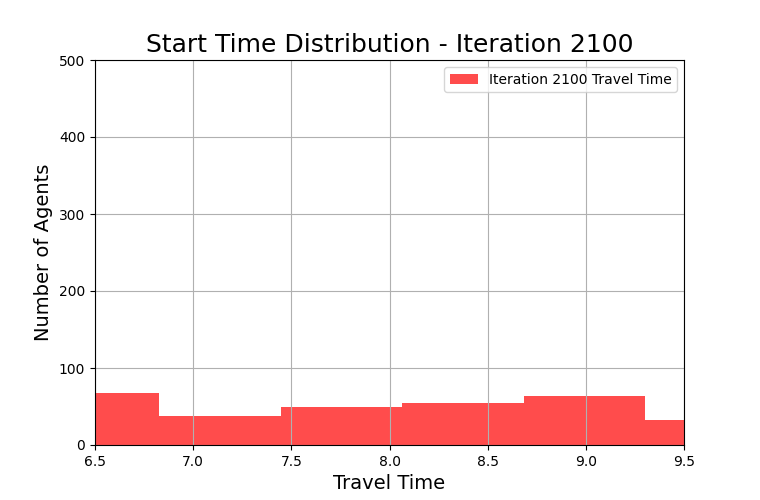 Start Time Distribution - Iteration 2100
Iteration 2100 Travel Time
Number of Agents
500
400
300
200
100
0
6.5 7.0 7.5 8.0 8.5 9.0 9.5
Travel Time